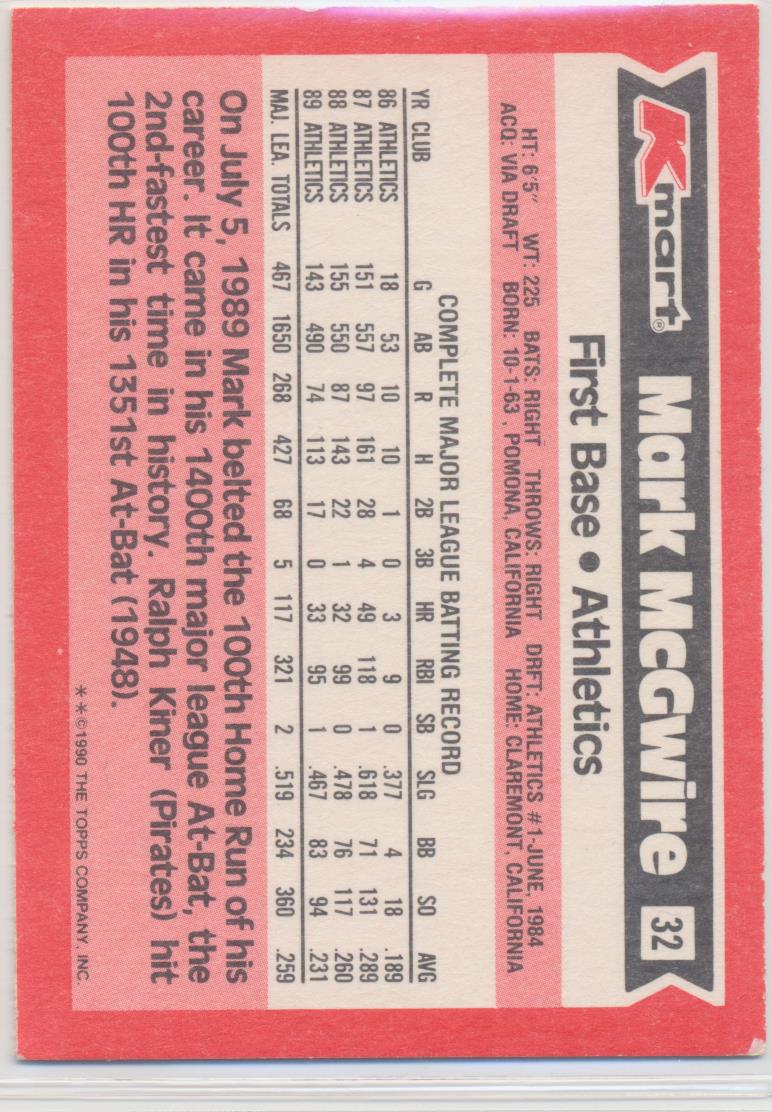 Kmart® Mark McGwire 32
First Base • Athletics
HT: 6'5" WT: 225 BATS: RIGHT THROWS: RIGHT DRFT: ATHLETICS #1-JUNE, 1984
ACQ: VIA DRAFT BORN: 10-1-63, POMONA, CALIFORNIA HOME: CLAREMONT, CALIFORNIA
COMPLETE MAJOR LEAGUE BATTING RECORD
YR CLUB G AB R H 2B 3B HR RBI SB SLG BB SO AVG
86 ATHLETICS 18 53 10 10 1 0 3 9 0 .377 4 18 .189
87 ATHLETICS 151 557 97 161 28 4 49 118 1 .618 71 131 .289
88 ATHLETICS 155 550 87 143 22 1 32 99 0 .478 76 117 .260
89 ATHLETICS 143 490 74 113 17 0 33 95 1 .467 83 94 .231
MAJ. LEA. TOTALS 467 1650 268 427 68 5 117 321 2 .519 234 360 .259
On July 5, 1989 Mark belted the 100th Home Run of his
career. It came in his 1400th major league At-Bat, the
2nd-fastest time in history. Ralph Kiner (Pirates) hit
100th HR in his 1351st At-Bat (1948).
**©1990 THE TOPPS COMPANY, INC.